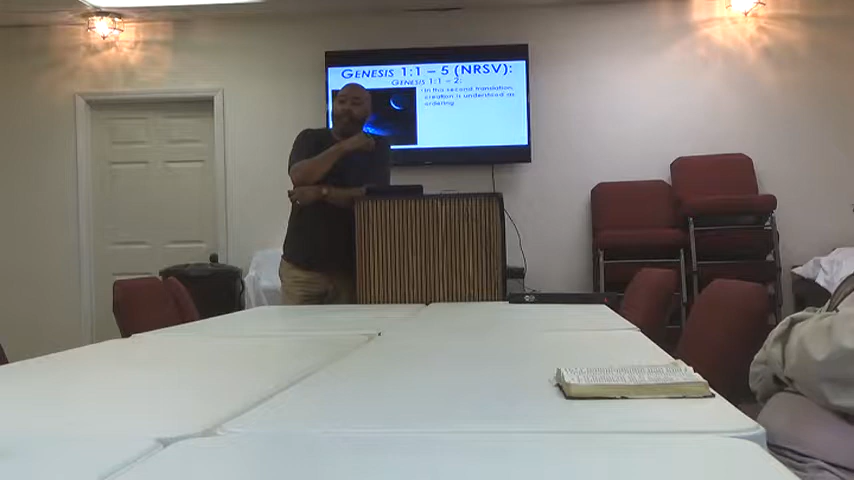 GENESIS 1:1 – 5 (NRSV):
GENESIS 1:1 – 2:
In this second translation,
creation is understood as
ordering